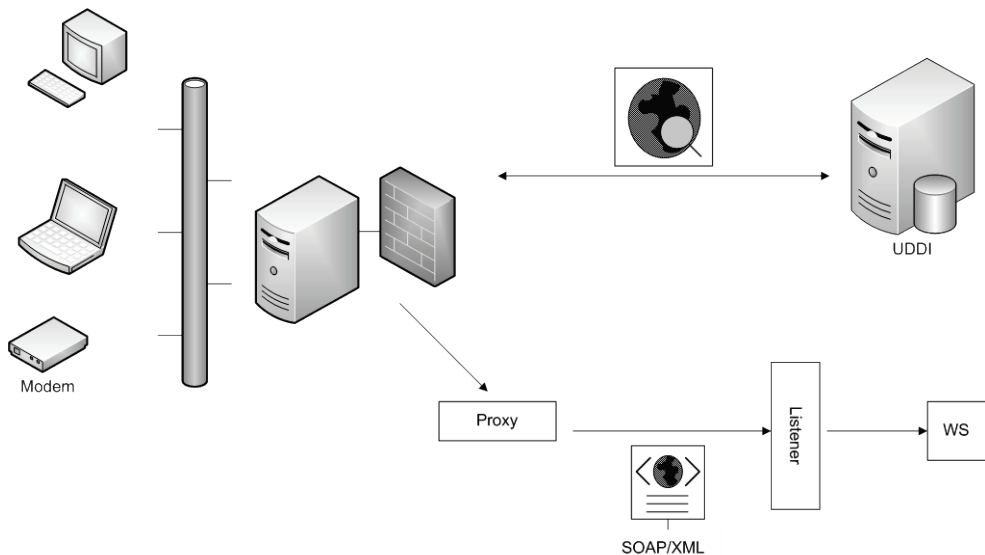 UDDI
Modem
Proxy
Listener
WS
SOAP/XML